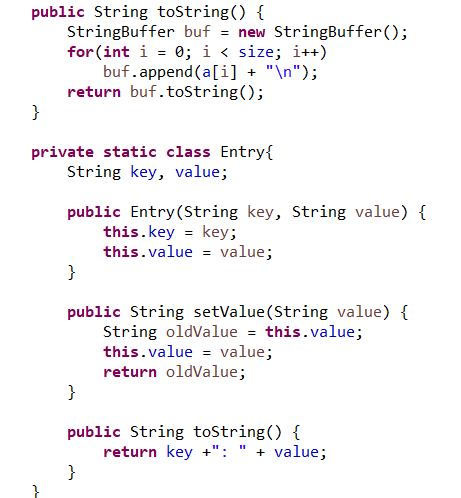 public String toString() {
    StringBuffer buf = new StringBuffer();
    for(int i = 0; i < size; i++)
        buf.append(a[i] + "\n");
    return buf.toString();
}

private static class Entry{
    String key, value;

    public Entry(String key, String value) {
        this.key = key;
        this.value = value;
    }

    public String setValue(String value) {
        String oldValue = this.value;
        this.value = value;
        return oldValue;
    }

    public String toString() {
        return key +": " + value;
    }
}